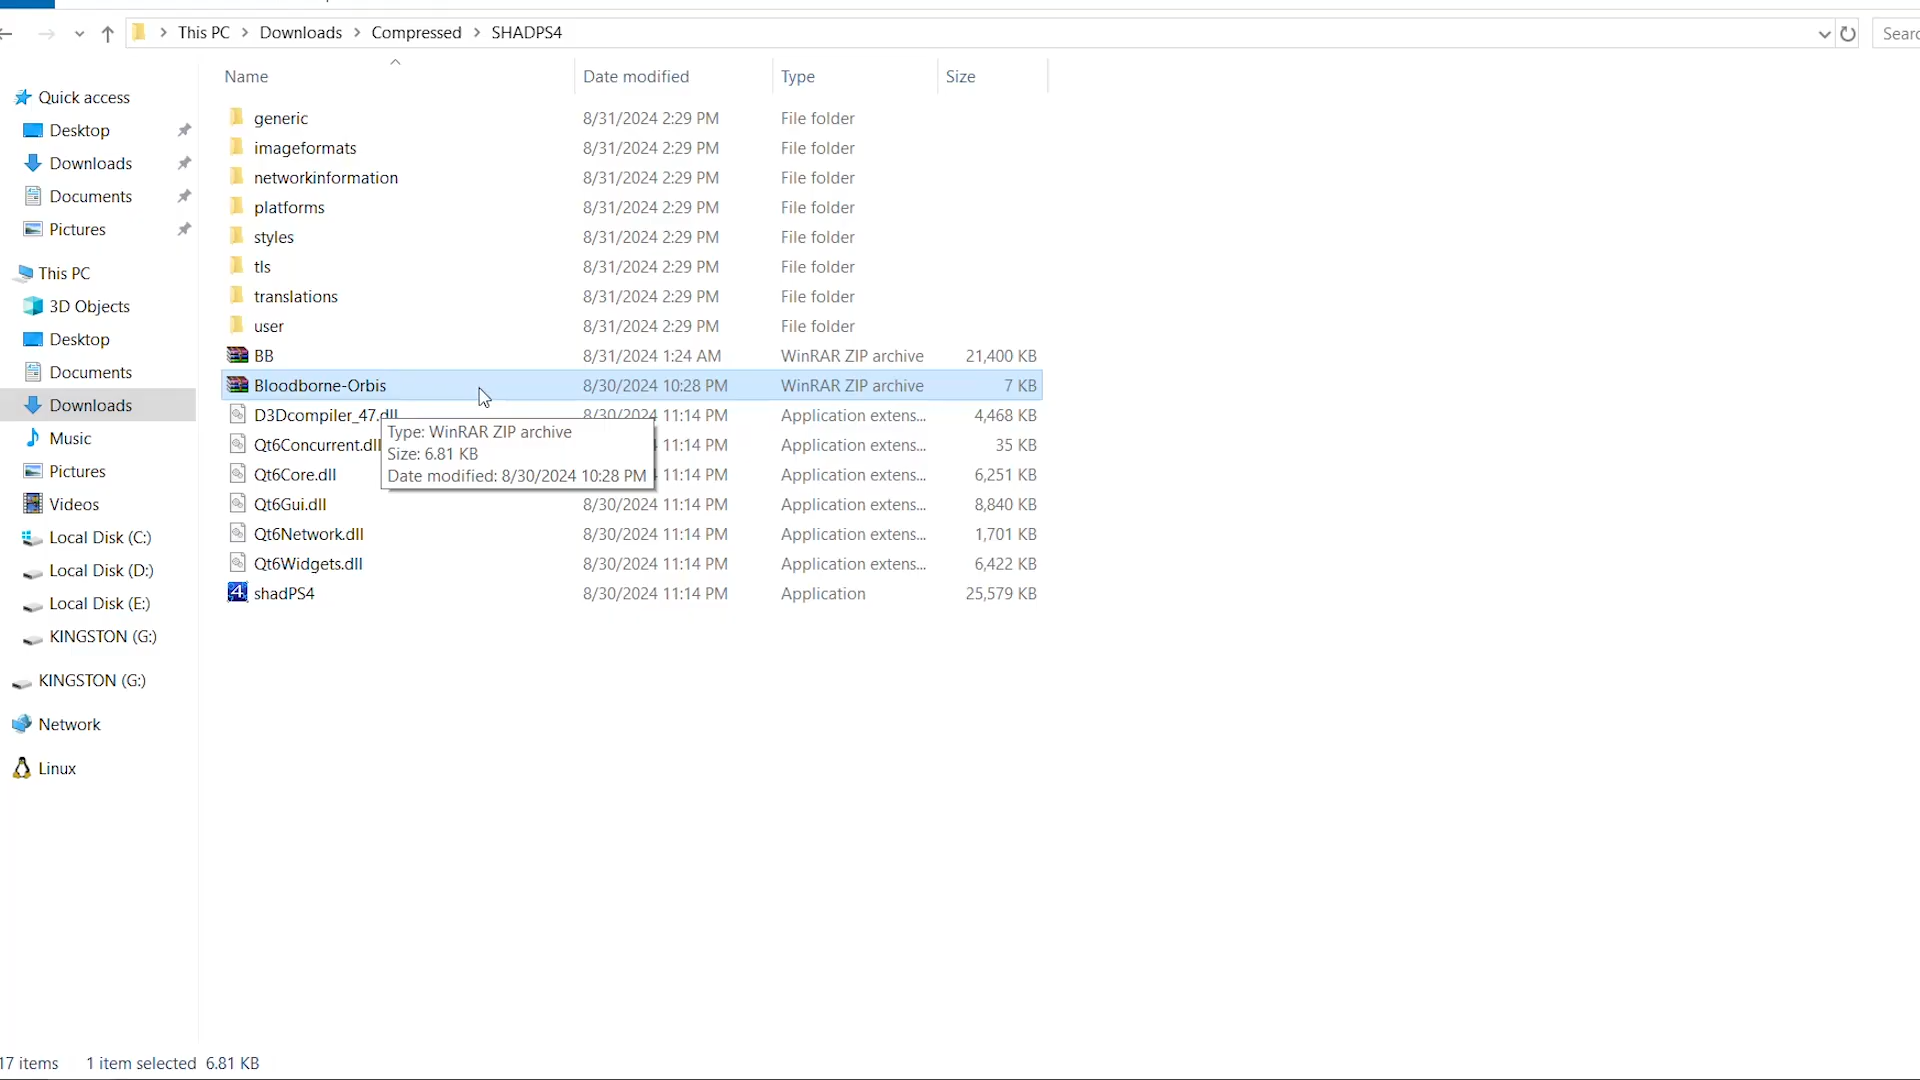 This PC > Downloads > Compressed > SHADPS4
Searc
Name Date modified Type Size
Quick access
Desktop
Downloads
Documents
Pictures
This PC
3D Objects
Desktop
Documents
Downloads
Music
Pictures
Videos
Local Disk (C:)
Local Disk (D:)
Local Disk (E:)
KINGSTON (G:)
KINGSTON (G:)
Network
Linux
generic 8/31/2024 2:29 PM File folder
imageformats 8/31/2024 2:29 PM File folder
networkinformation 8/31/2024 2:29 PM File folder
platforms 8/31/2024 2:29 PM File folder
styles 8/31/2024 2:29 PM File folder
tls 8/31/2024 2:29 PM File folder
translations 8/31/2024 2:29 PM File folder
user 8/31/2024 2:29 PM File folder
BB 8/31/2024 1:24 AM WinRAR ZIP archive 21,400 KB
Bloodborne-Orbis 8/30/2024 10:28 PM WinRAR ZIP archive 7 KB
D3Dcompiler_47.dll 8/30/2024 11:14 PM Application extens... 4,468 KB
Qt6Concurrent.dll 11:14 PM Application extens... 35 KB
Qt6Core.dll 11:14 PM Application extens... 6,251 KB
Qt6Gui.dll 8/30/2024 11:14 PM Application extens... 8,840 KB
Qt6Network.dll 8/30/2024 11:14 PM Application extens... 1,701 KB
Qt6Widgets.dll 8/30/2024 11:14 PM Application extens... 6,422 KB
shadPS4 8/30/2024 11:14 PM Application 25,579 KB
Type: WinRAR ZIP archive
Size: 6.81 KB
Date modified: 8/30/2024 10:28 PM
17 items 1 item selected 6.81 KB